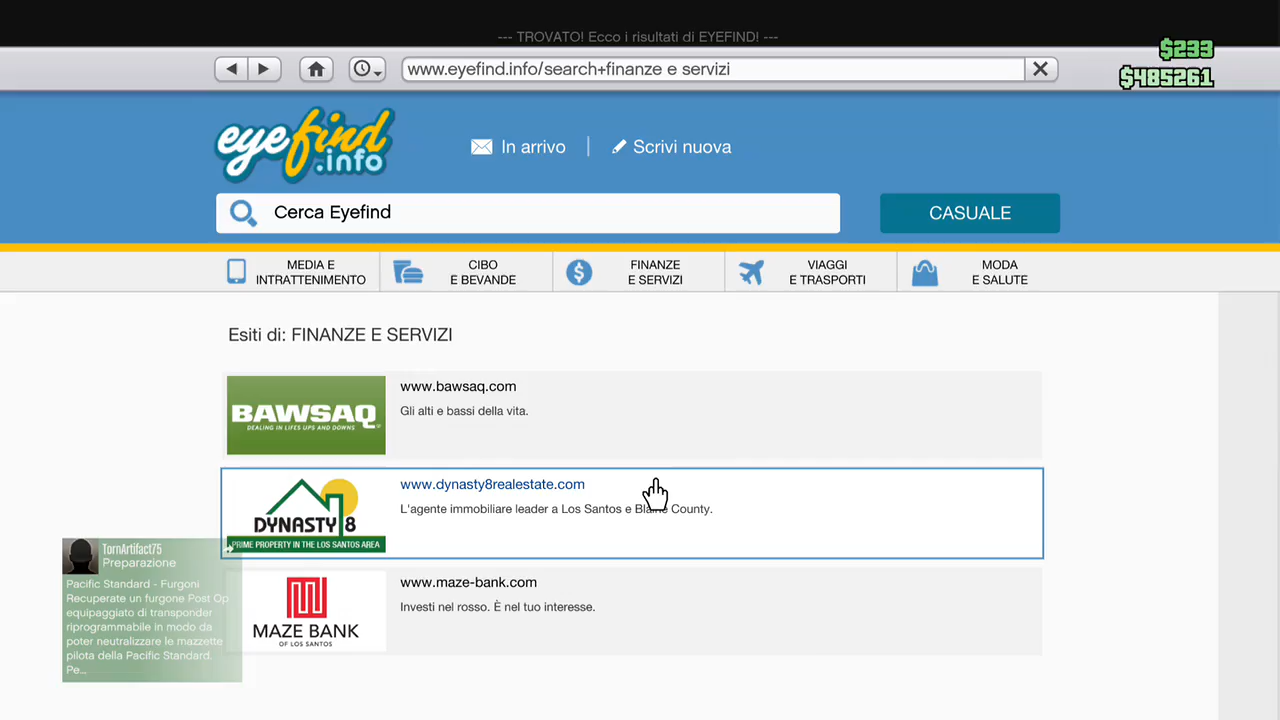 --- TROVATO! Ecco i risultati di EYEFIND! ---
$233
www.eyefind.info/search+finanze e servizi
$485261
eyefind.info
In arrivo
Scrivi nuova
Cerca Eyefind
CASUALE
MEDIA E
INTRATTENIMENTO
CIBO
E BEVANDE
FINANZE
E SERVIZI
VIAGGI
E TRASPORTI
MODA
E SALUTE
Esiti di: FINANZE E SERVIZI
BAWSAQ
DEALING IN LIFES UPS AND DOWNS
www.bawsaq.com
Gli alti e bassi della vita.
DYNASTY 8
PRIME PROPERTY IN THE LOS SANTOS AREA
www.dynasty8realestate.com
L'agente immobiliare leader a Los Santos e Blaine County.
MAZE BANK
OF LOS SANTOS
www.maze-bank.com
Investi nel rosso. È nel tuo interesse.
TornArtifact75
Preparazione
Pacific Standard - Furgoni
Recuperate un furgone Post Op
equipaggiato di transponder
riprogrammabile in modo da
poter neutralizzare le mazzette
pilota della Pacific Standard.
Pe...